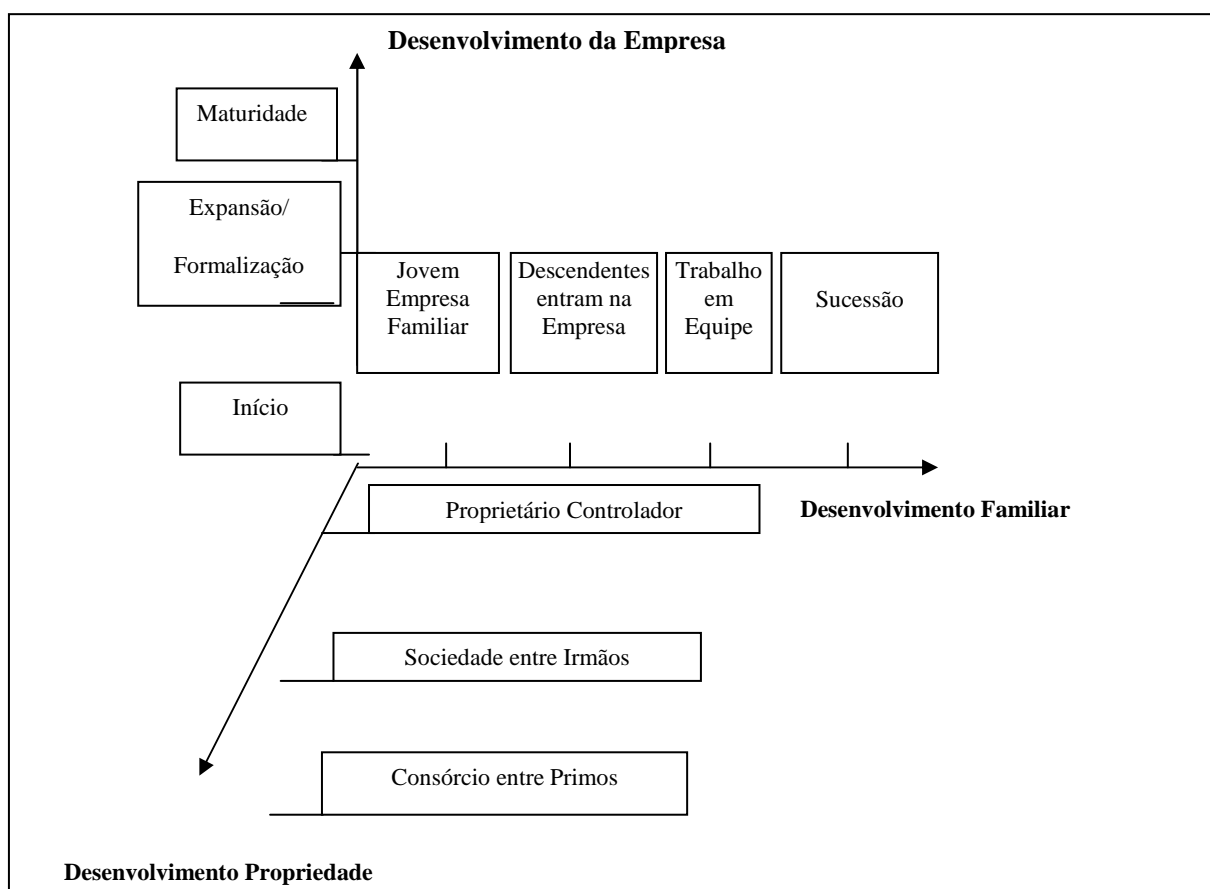 Desenvolvimento da Empresa
Maturidade
Expansão/
Formalização
Jovem
Empresa
Familiar
Descendentes
entram na
Empresa
Trabalho
em
Equipe
Sucessão
Início
Proprietário Controlador
Desenvolvimento Familiar
Sociedade entre Irmãos
Consórcio entre Primos
Desenvolvimento Propriedade